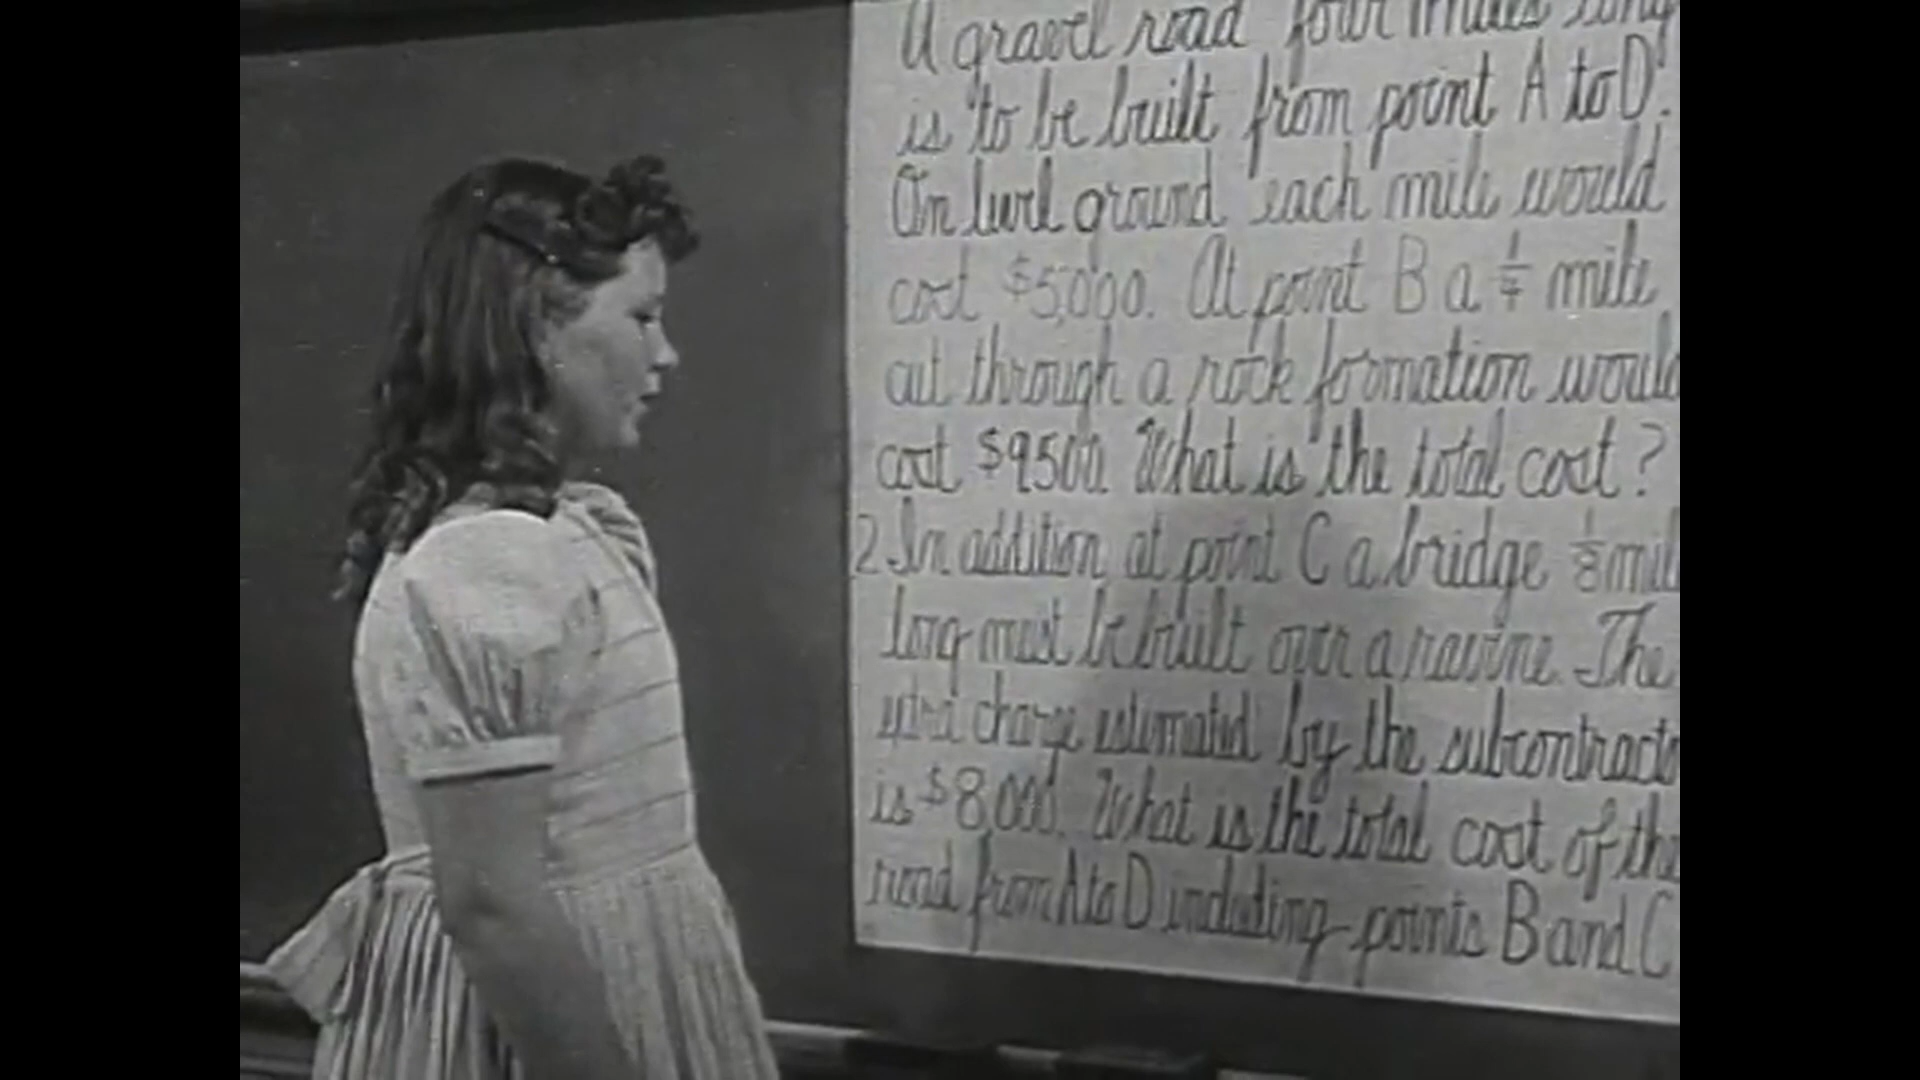 A gravel road four miles long
is to be built from point A to D.
On level ground each mile would
cost $5,000. At point B a 1/4 mile
cut through a rock formation would
cost $9500. What is the total cost?
2. In addition, at point C a bridge 1/8 mile
long must be built over a ravine. The
extra charge estimated by the subcontracto
is $8,000. What is the total cost of the
road from A to D including points B and C